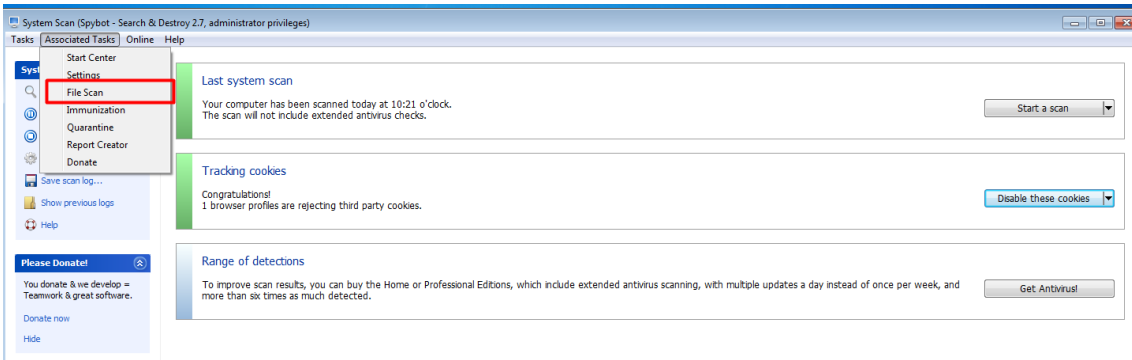 System Scan (Spybot - Search & Destroy 2.7, administrator privileges)
Tasks Associated Tasks Online Help
Start Center
Settings
File Scan
Immunization
Quarantine
Report Creator
Donate
Save scan log...
Show previous logs
Help
Please Donate!
You donate & we develop =
Teamwork & great software.
Donate now
Hide
Last system scan
Your computer has been scanned today at 10:21 o'clock.
The scan will not include extended antivirus checks.
Start a scan
Tracking cookies
Congratulations!
1 browser profiles are rejecting third party cookies.
Disable these cookies
Range of detections
To improve scan results, you can buy the Home or Professional Editions, which include extended antivirus scanning, with multiple updates a day instead of once per week, and
more than six times as much detected.
Get Antivirus!